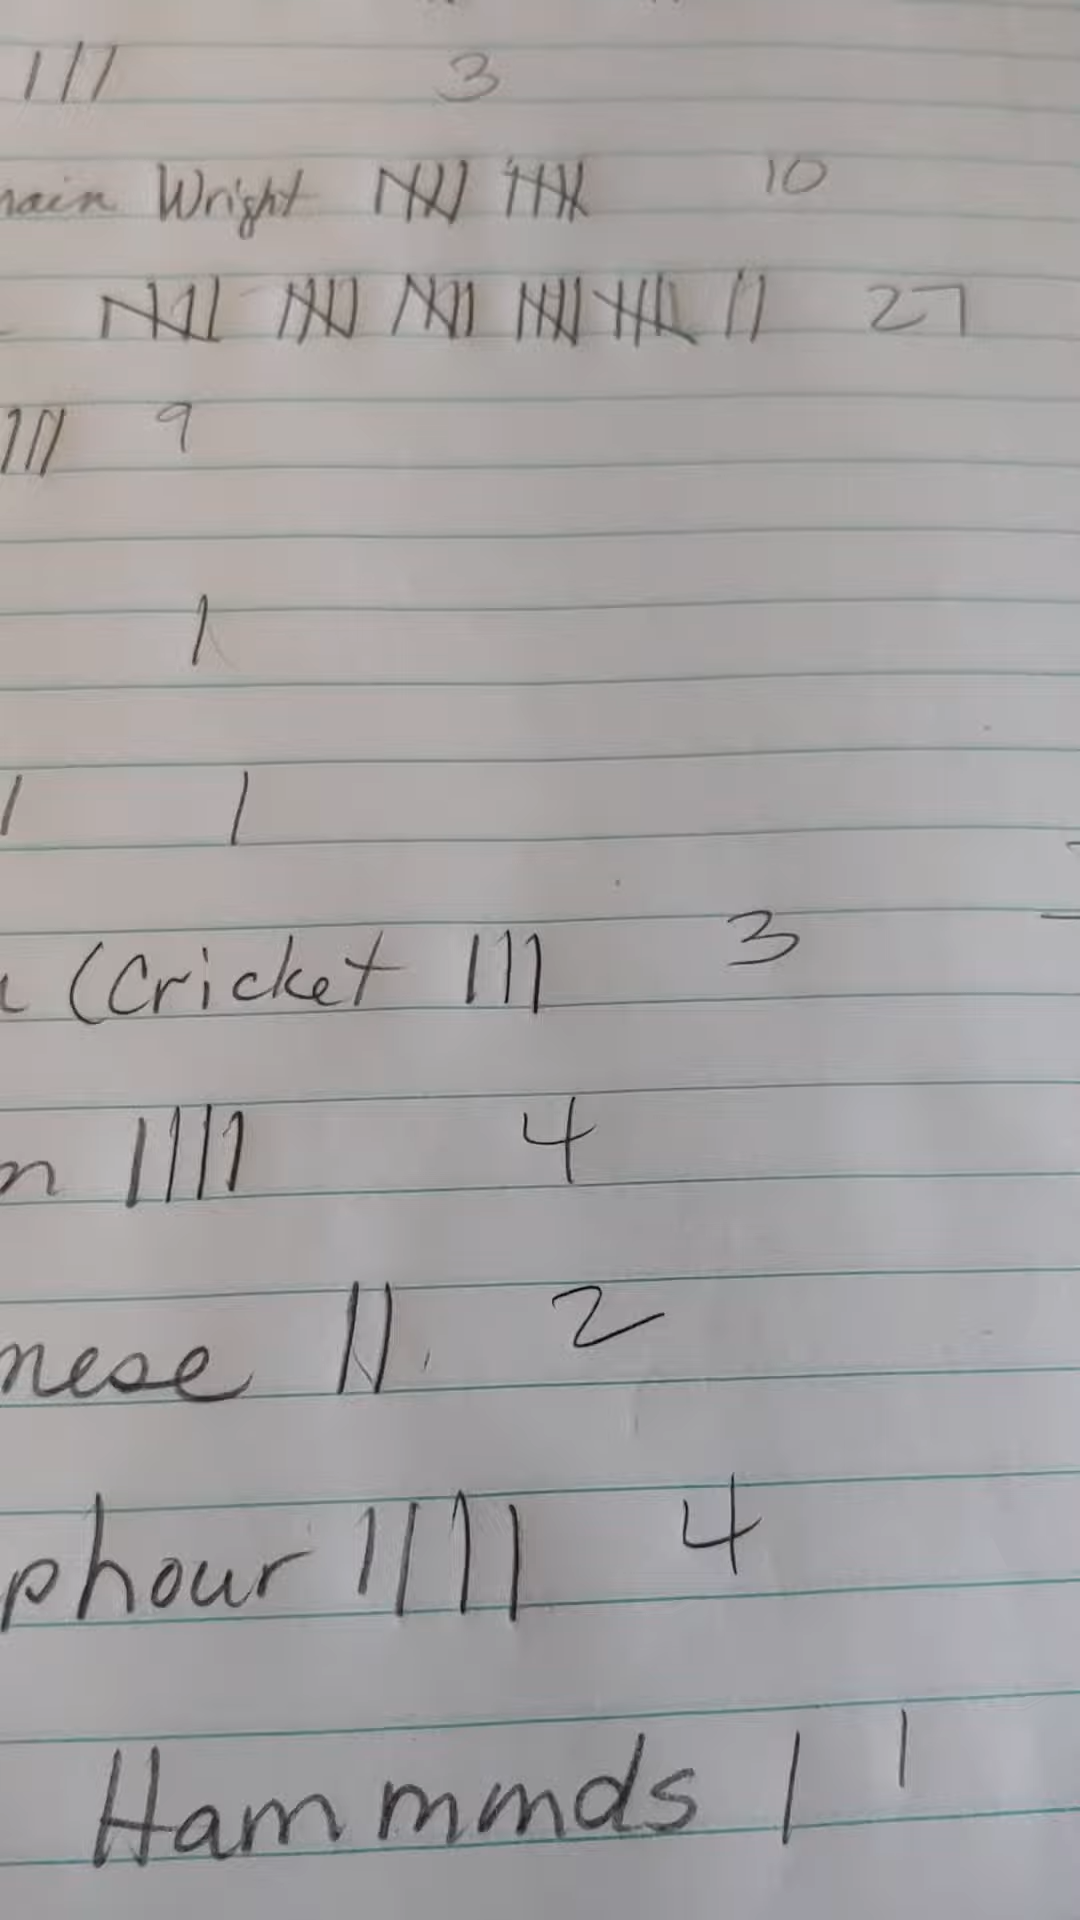 ||| 3
Wright 𝍸 𝍸 10
𝍸 𝍸 𝍸 𝍸 𝍸 || 27
||| 9
1
| 1
(Cricket ||| 3
n |||| 4
nese || 2
phour |||| 4
Hammmds | 1